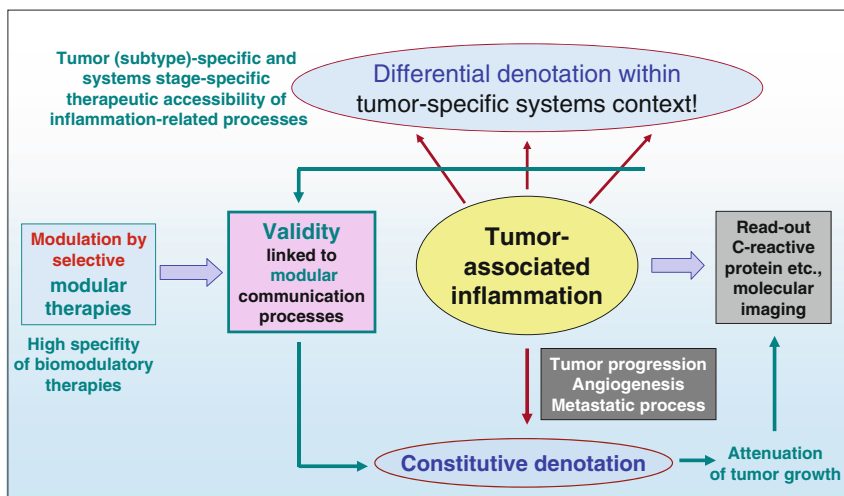 Tumor (subtype)-specific and
systems stage-specific
therapeutic accessibility of
inflammation-related processes
Differential denotation within
tumor-specific systems context!
Modulation by
selective
modular
therapies
High specifity
of biomodulatory
therapies
Validity
linked to
modular
communication
processes
Tumor-
associated
inflammation
Read-out
C-reactive
protein etc.,
molecular
imaging
Tumor progression
Angiogenesis
Metastatic process
Constitutive denotation
Attenuation
of tumor growth